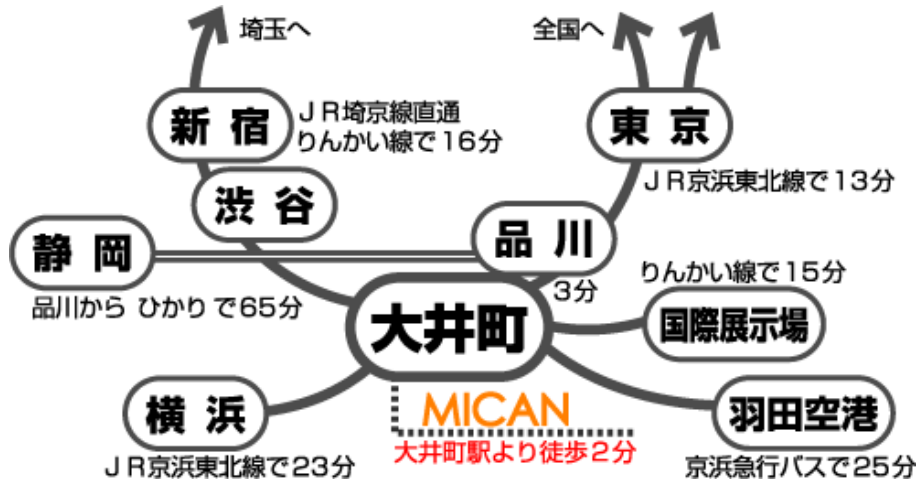 埼玉へ
全国へ
新宿
JR埼京線直通
りんかい線で16分
東京
JR京浜東北線で13分
渋谷
品川
3分
静岡
品川から ひかりで65分
りんかい線で15分
国際展示場
大井町
横浜
JR京浜東北線で23分
MICAN
大井町駅より徒歩2分
羽田空港
京浜急行バスで25分